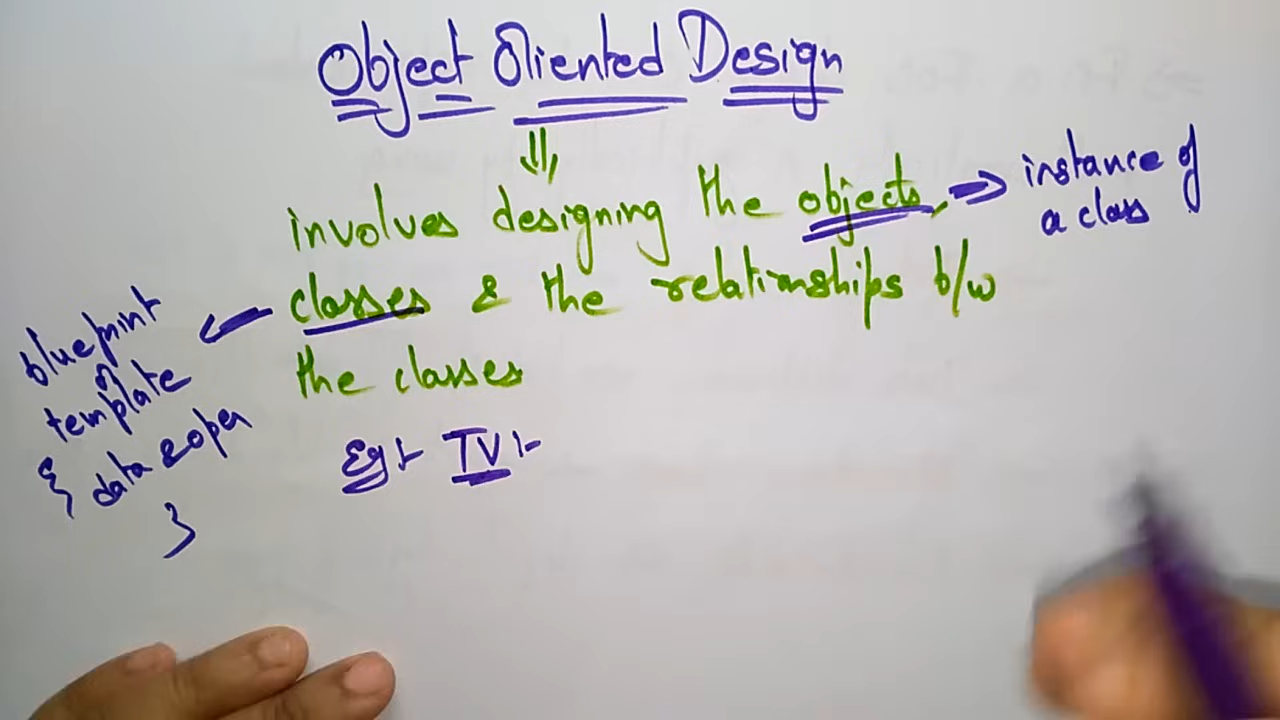 Object Oriented Design
⇓
involves designing the objects, ⇒ instance of
a class
classes & the relationships b/w
the classes
blueprint
or
template
{ data & oper
}
Eg:- TV :-